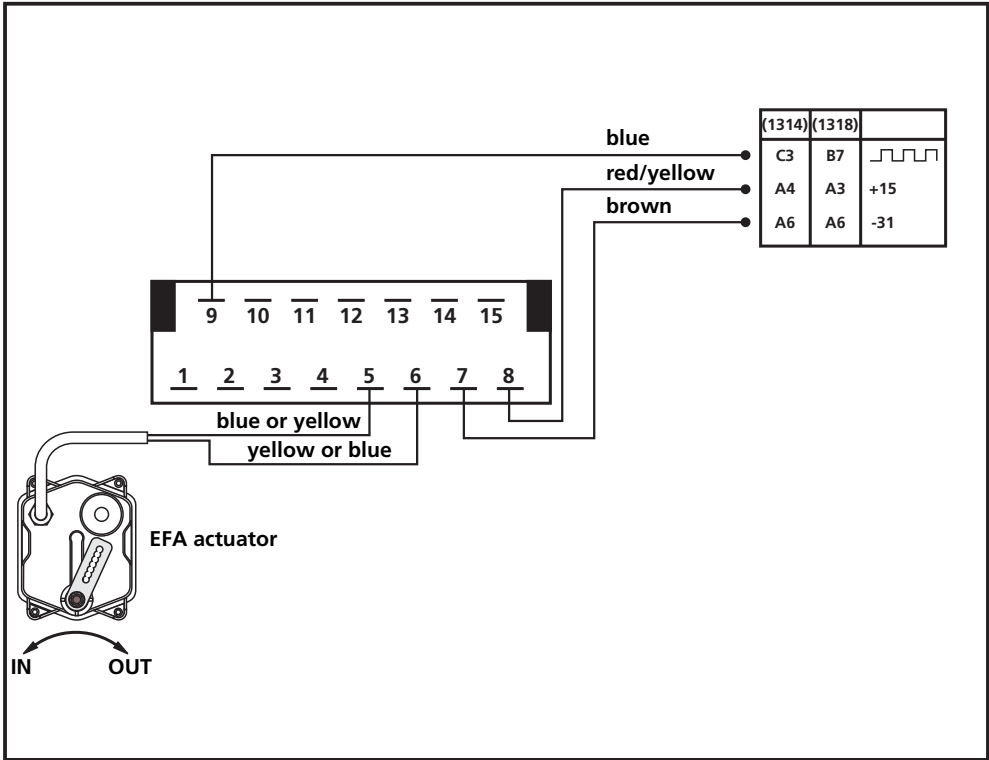 blue
red/yellow
brown
(1314) (1318)
C3 B7
A4 A3 +15
A6 A6 -31
9 10 11 12 13 14 15
1 2 3 4 5 6 7 8
blue or yellow
yellow or blue
EFA actuator
IN OUT